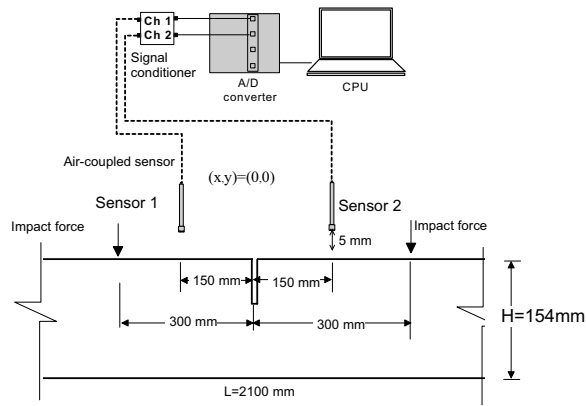 Ch 1
Ch 2
Signal
conditioner
A/D
converter
CPU
Air-coupled sensor
(x,y)=(0,0)
Sensor 1
Sensor 2
Impact force
Impact force
5 mm
150 mm
150 mm
300 mm
300 mm
H=154mm
L=2100 mm